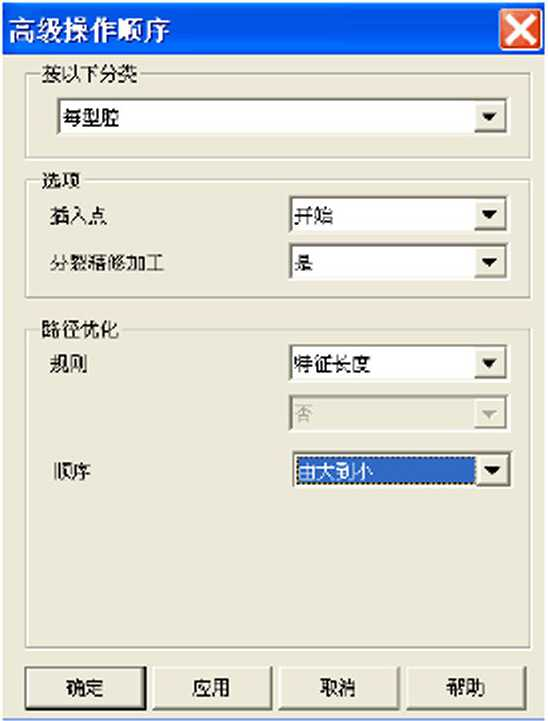 高级操作顺序
按以下分类
每型腔
选项
插入点 开始
分裂精修加工 是
路径优化
规则 特征长度
否
顺序 由大到小
确定 应用 取消 帮助